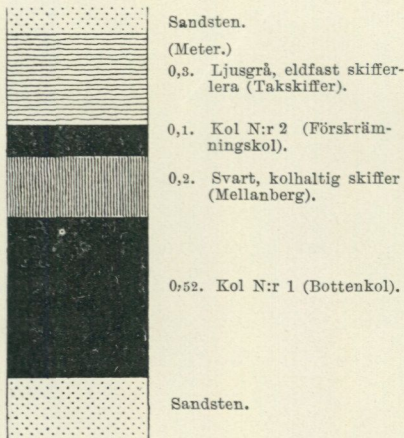 Sandsten.
(Meter.)
0,3. Ljusgrå, eldfast skiffer-
lera (Takskiffer).
0,1. Kol N:r 2 (Förskräm-
ningskol).
0,2. Svart, kolhaltig skiffer
(Mellanberg).
0,52. Kol N:r 1 (Bottenkol).
Sandsten.